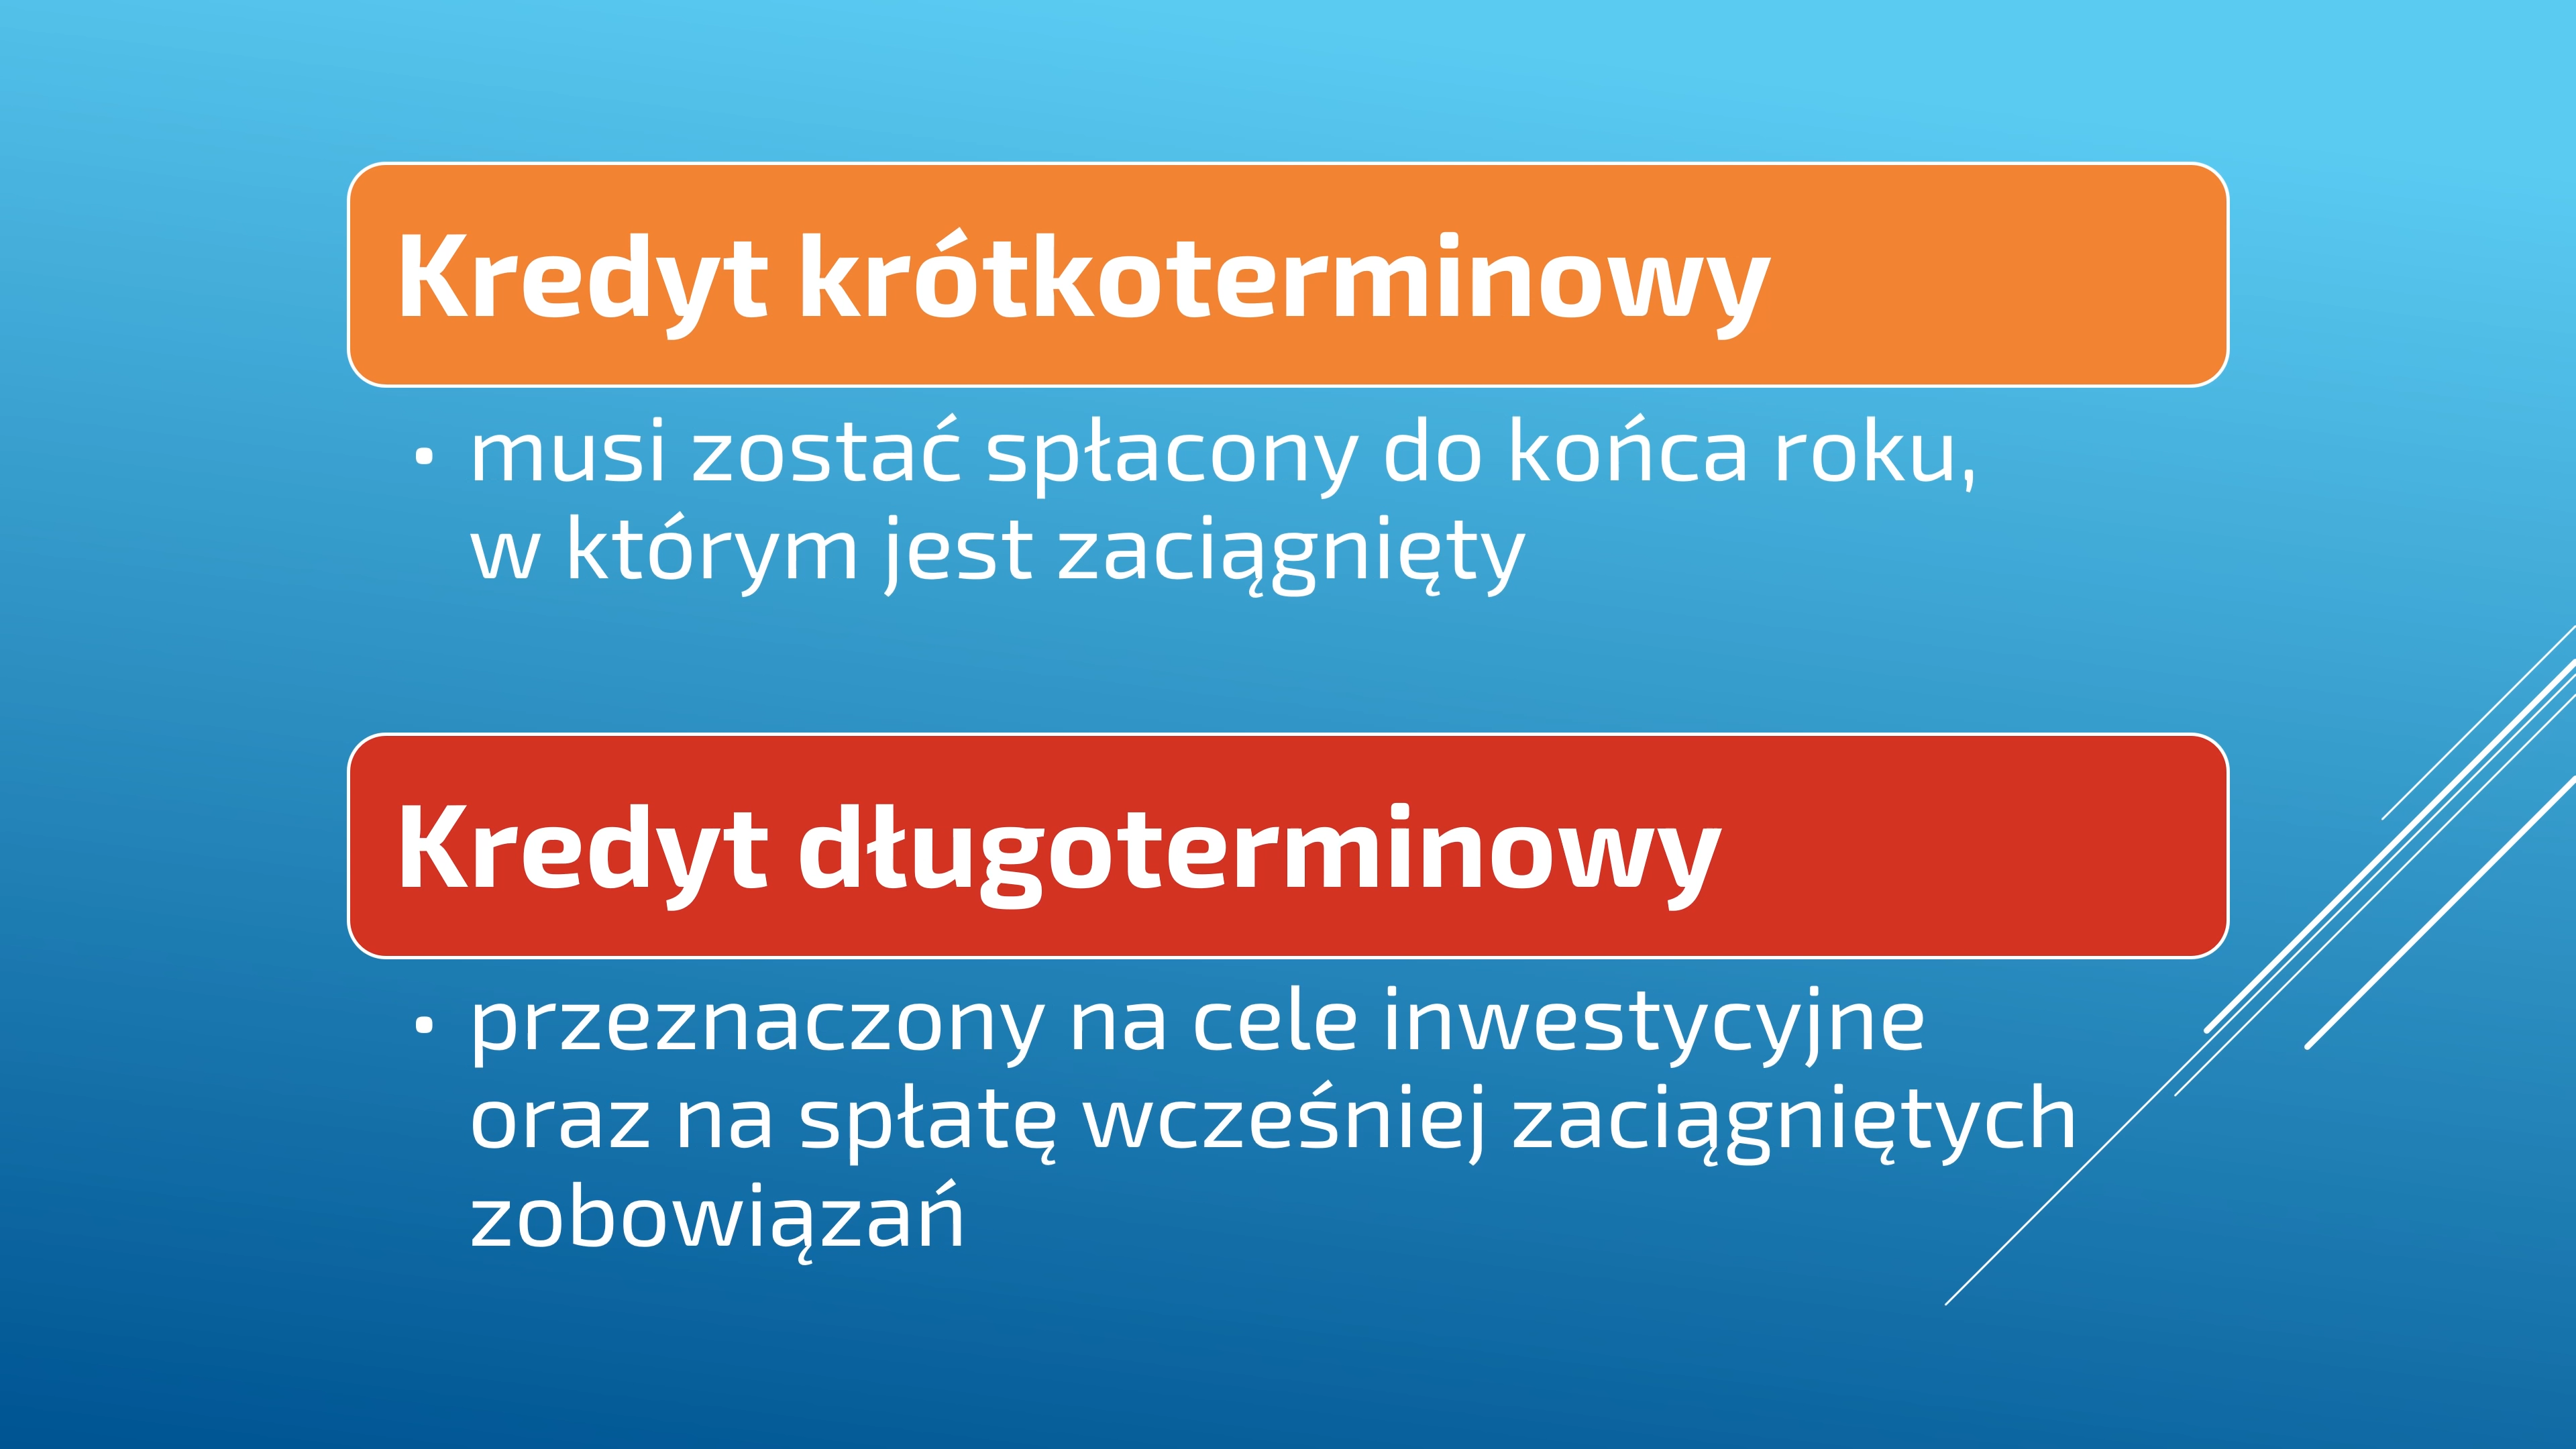 Kredyt krótkoterminowy
• musi zostać spłacony do końca roku,
w którym jest zaciągnięty
Kredyt długoterminowy
• przeznaczony na cele inwestycyjne
oraz na spłatę wcześniej zaciągniętych
zobowiązań